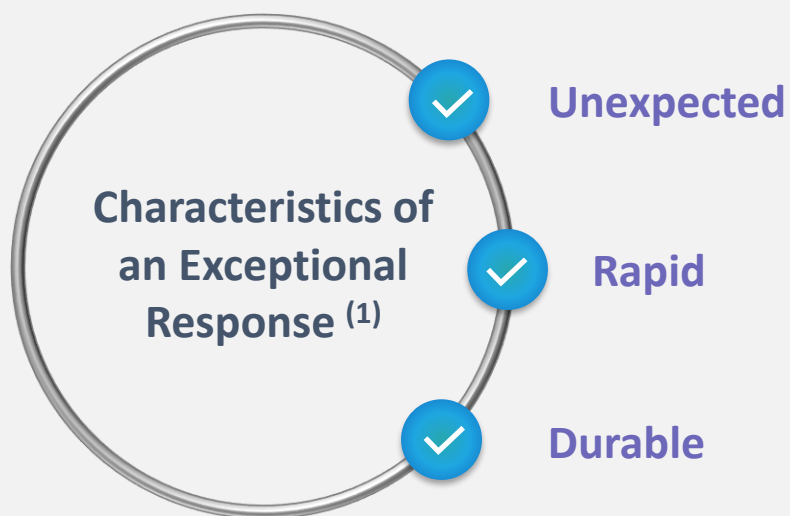 Characteristics of
an Exceptional
Response (1)
Unexpected
Rapid
Durable